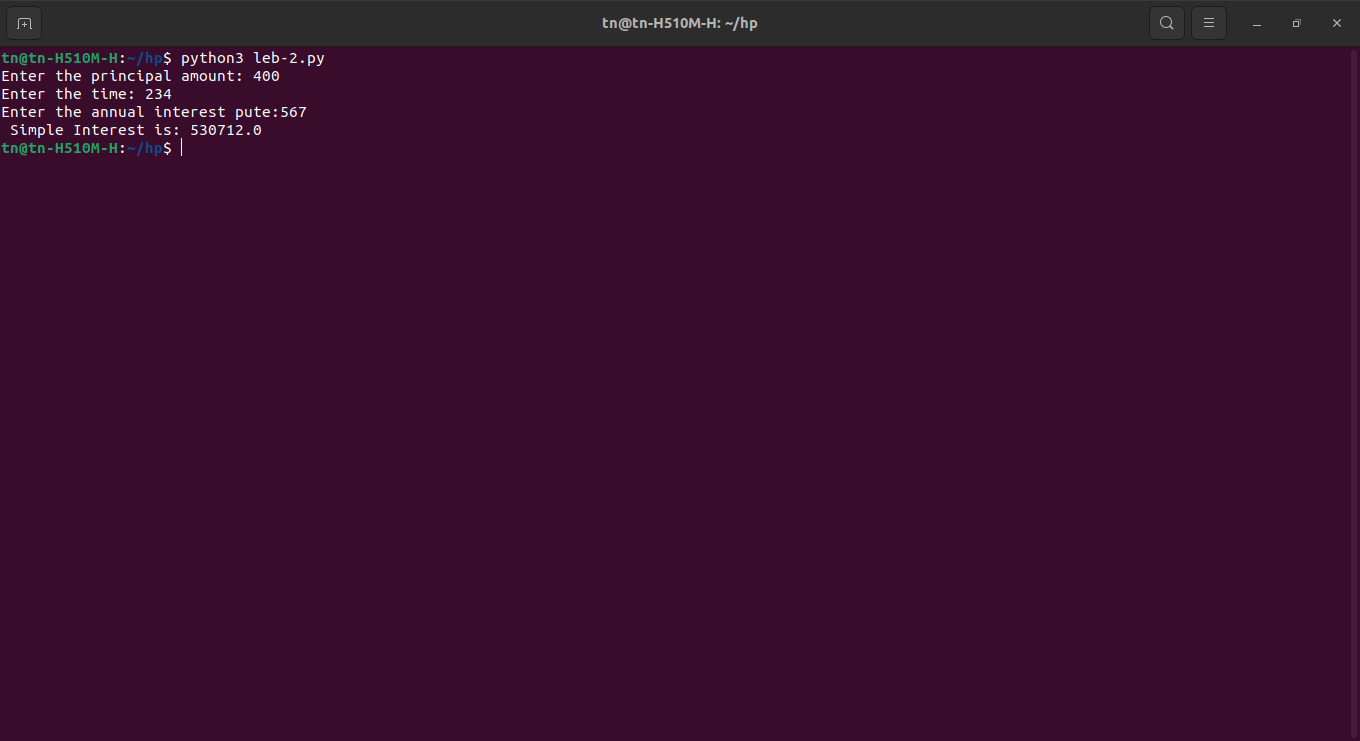 tn@tn-H510M-H: ~/hp
tn@tn-H510M-H:~/hp$ python3 leb-2.py
Enter the principal amount: 400
Enter the time: 234
Enter the annual interest pute:567
 Simple Interest is: 530712.0
tn@tn-H510M-H:~/hp$